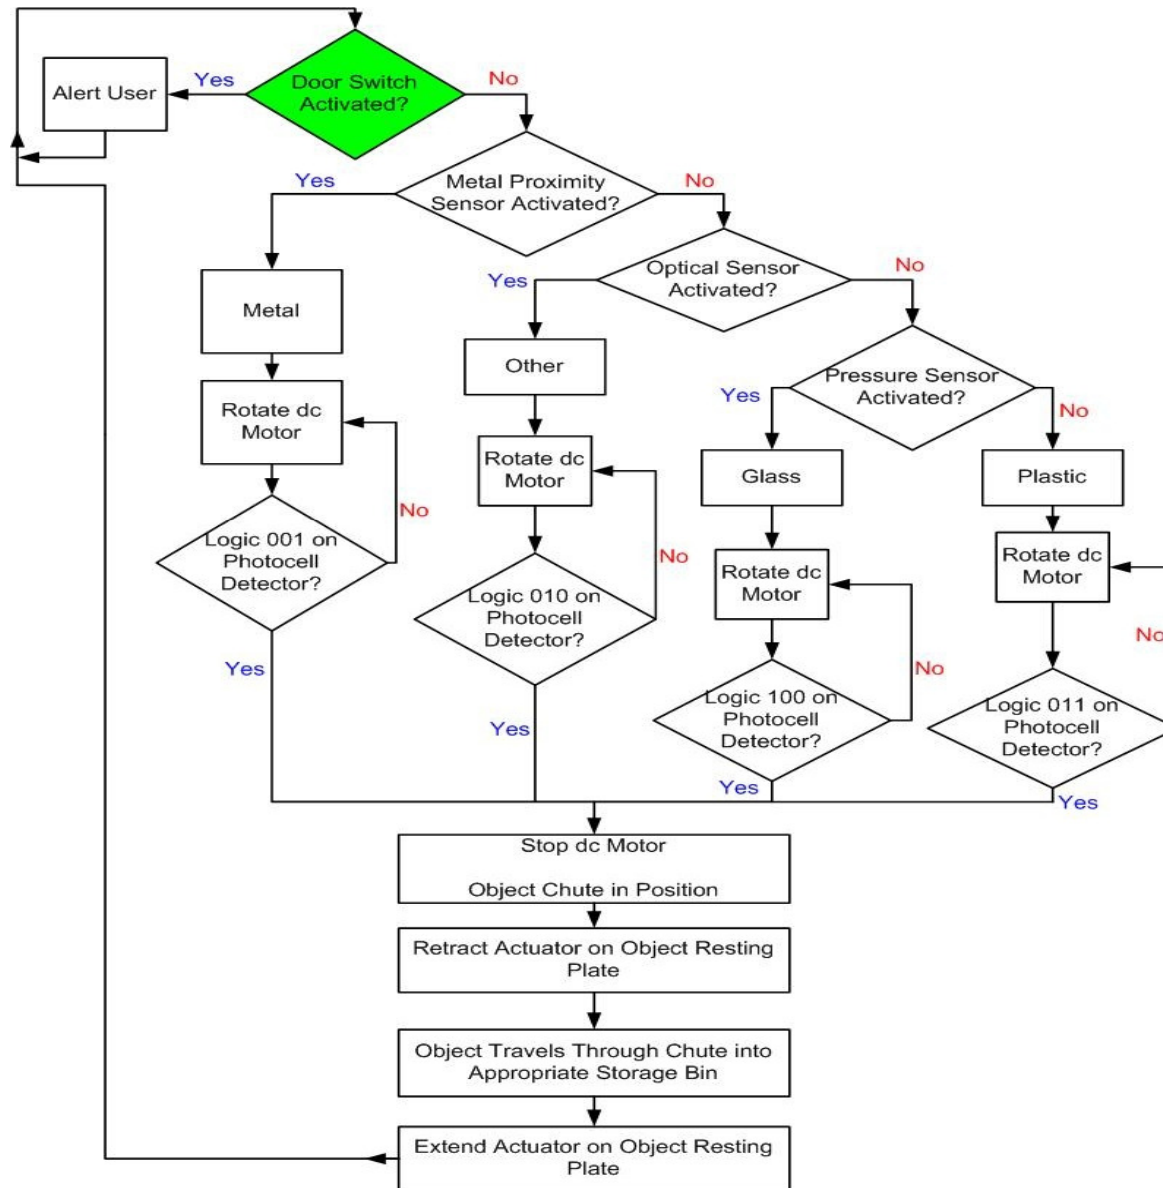 Door Switch
Activated?
Yes
No
Alert User
Metal Proximity
Sensor Activated?
Yes
No
Optical Sensor
Activated?
Yes
No
Metal
Other
Pressure Sensor
Activated?
Yes
No
Rotate dc
Motor
Rotate dc
Motor
Glass
Plastic
Logic 001 on
Photocell
Detector?
No
Yes
Logic 010 on
Photocell
Detector?
No
Yes
Rotate dc
Motor
Rotate dc
Motor
Logic 100 on
Photocell
Detector?
No
Yes
Logic 011 on
Photocell
Detector?
No
Yes
Stop dc Motor
Object Chute in Position
Retract Actuator on Object Resting
Plate
Object Travels Through Chute into
Appropriate Storage Bin
Extend Actuator on Object Resting
Plate